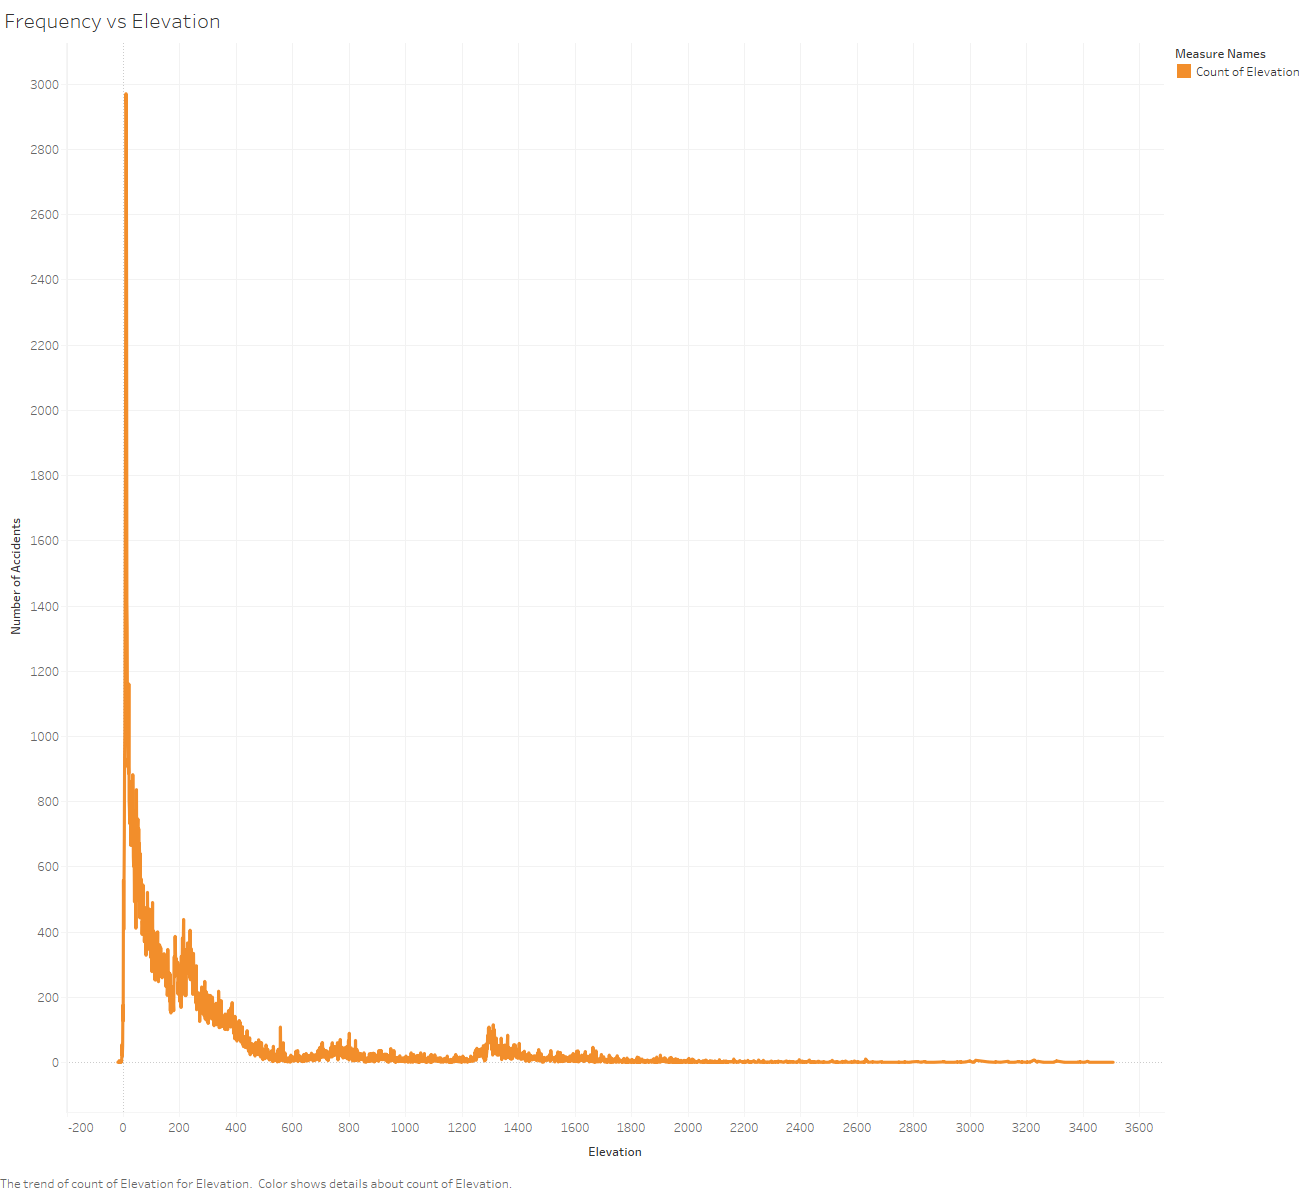 Frequency vs Elevation
Measure Names
Count of Elevation
3000
2800
2600
2400
2200
2000
1800
1600
1400
1200
1000
800
600
400
200
0
Number of Accidents
-200 0 200 400 600 800 1000 1200 1400 1600 1800 2000 2200 2400 2600 2800 3000 3200 3400 3600
Elevation
The trend of count of Elevation for Elevation.  Color shows details about count of Elevation.